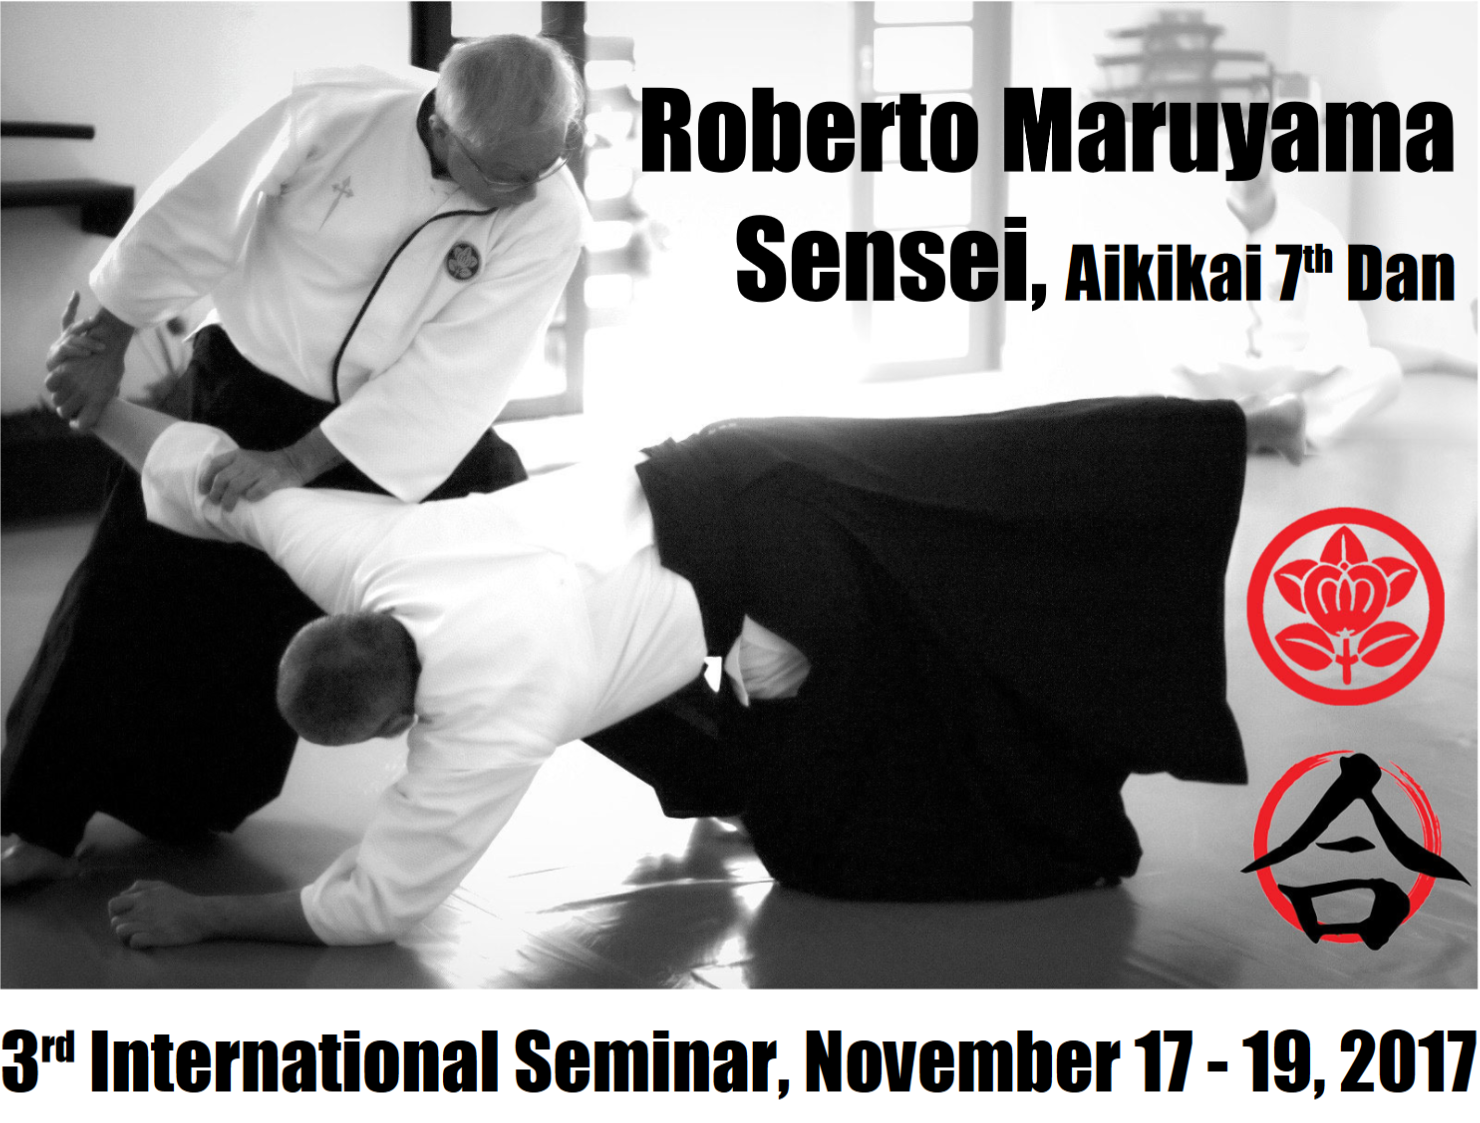 Roberto Maruyama
Sensei, Aikikai 7th Dan
合
3rd International Seminar, November 17 - 19, 2017